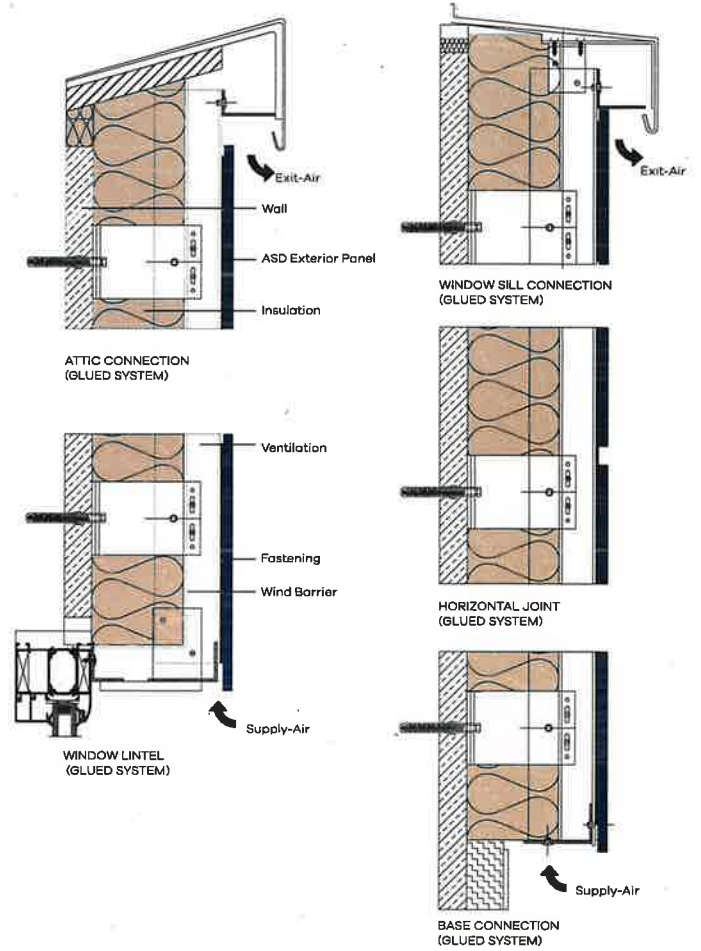 Exit-Air
Wall
ASD Exterior Panel
Insulation
ATTIC CONNECTION
(GLUED SYSTEM)
Exit-Air
WINDOW SILL CONNECTION
(GLUED SYSTEM)
Ventilation
Fastening
Wind Barrier
Supply-Air
WINDOW LINTEL
(GLUED SYSTEM)
HORIZONTAL JOINT
(GLUED SYSTEM)
Supply-Air
BASE CONNECTION
(GLUED SYSTEM)